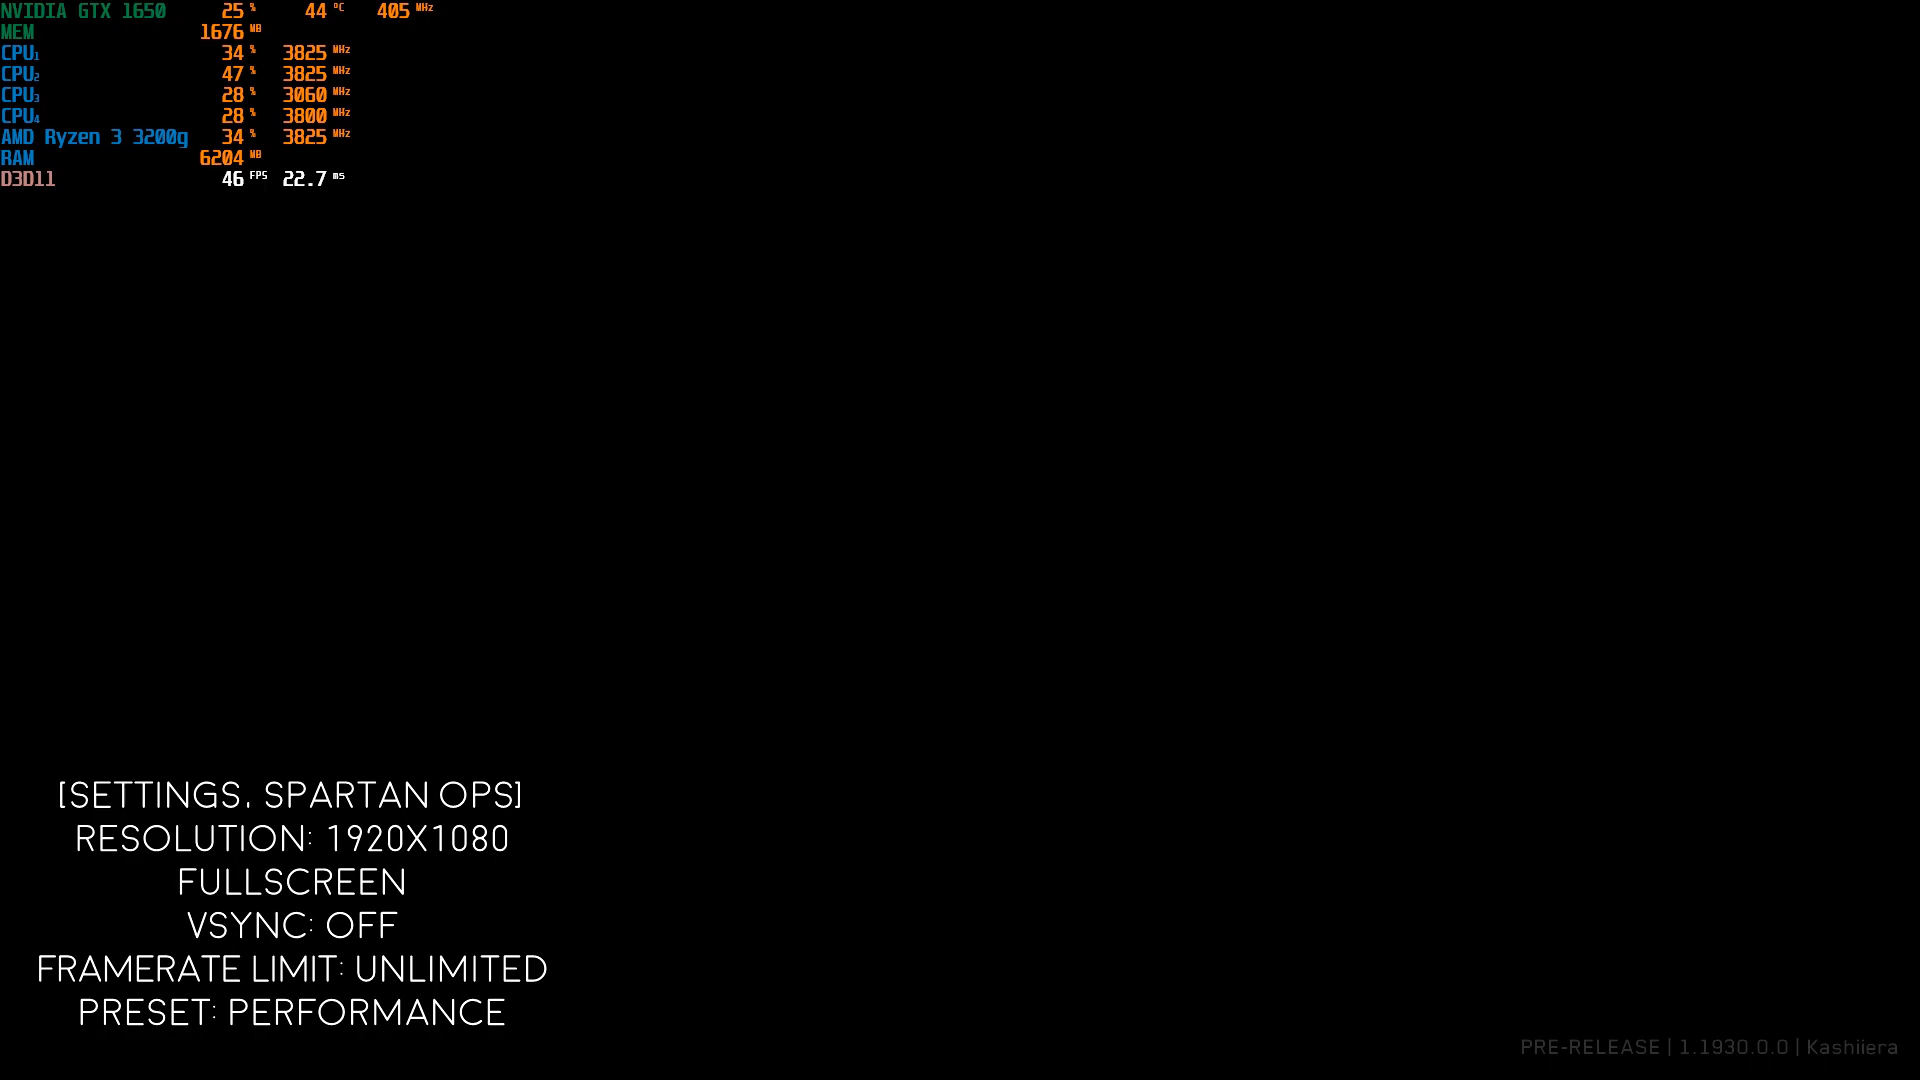 NVIDIA GTX 1650 25 % 44 °C 405 MHz
MEM 1676 MB
CPU1 34 % 3825 MHz
CPU2 47 % 3825 MHz
CPU3 28 % 3060 MHz
CPU4 28 % 3800 MHz
AMD Ryzen 3 3200g 34 % 3825 MHz
RAM 6204 MB
D3D11 46 FPS 22.7 ms
[SETTINGS, SPARTAN OPS]
RESOLUTION: 1920X1080
FULLSCREEN
VSYNC: OFF
FRAMERATE LIMIT: UNLIMITED
PRESET: PERFORMANCE
PRE-RELEASE | 1.1930.0.0 | Kashiiera